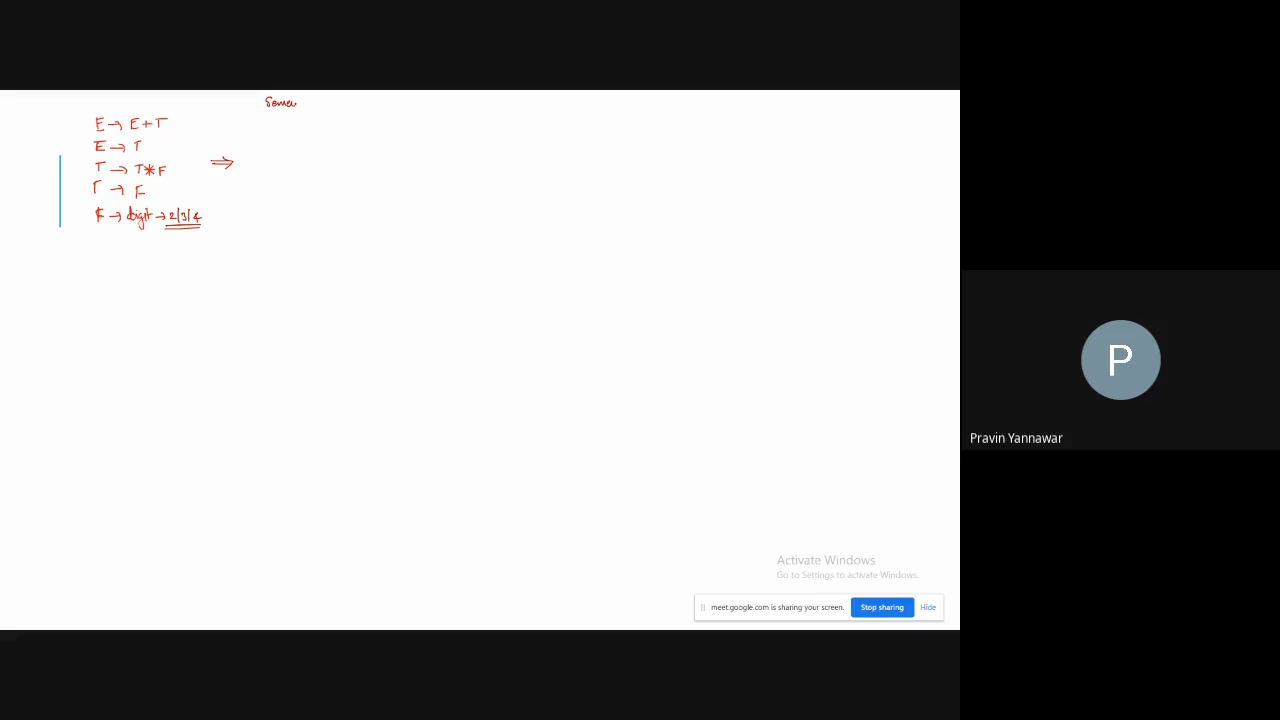 Seman
E → E + T
E → T
T → T * F ⇒
T → F
F → digit → 2/3/4
Pravin Yannawar
P
Activate Windows
Go to Settings to activate Windows.
meet.google.com is sharing your screen. Stop sharing Hide